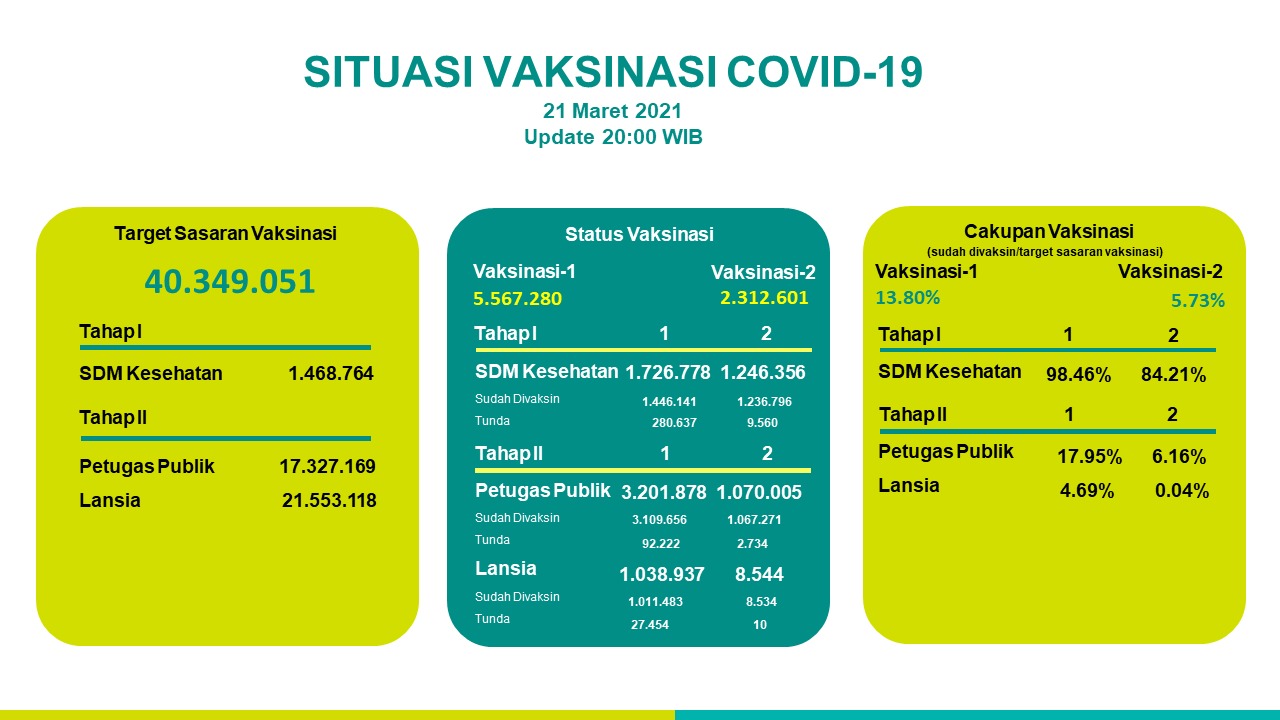 SITUASI VAKSINASI COVID-19
21 Maret 2021
Update 20:00 WIB
Target Sasaran Vaksinasi
40.349.051
Tahap I
SDM Kesehatan 1.468.764
Tahap II
Petugas Publik 17.327.169
Lansia 21.553.118
Status Vaksinasi
Vaksinasi-1 Vaksinasi-2
5.567.280 2.312.601
Tahap I 1 2
SDM Kesehatan 1.726.778 1.246.356
Sudah Divaksin 1.446.141 1.236.796
Tunda 280.637 9.560
Tahap II 1 2
Petugas Publik 3.201.878 1.070.005
Sudah Divaksin 3.109.656 1.067.271
Tunda 92.222 2.734
Lansia 1.038.937 8.544
Sudah Divaksin 1.011.483 8.534
Tunda 27.454 10
Cakupan Vaksinasi
(sudah divaksin/target sasaran vaksinasi)
Vaksinasi-1 Vaksinasi-2
13.80% 5.73%
Tahap I 1 2
SDM Kesehatan 98.46% 84.21%
Tahap II 1 2
Petugas Publik 17.95% 6.16%
Lansia 4.69% 0.04%